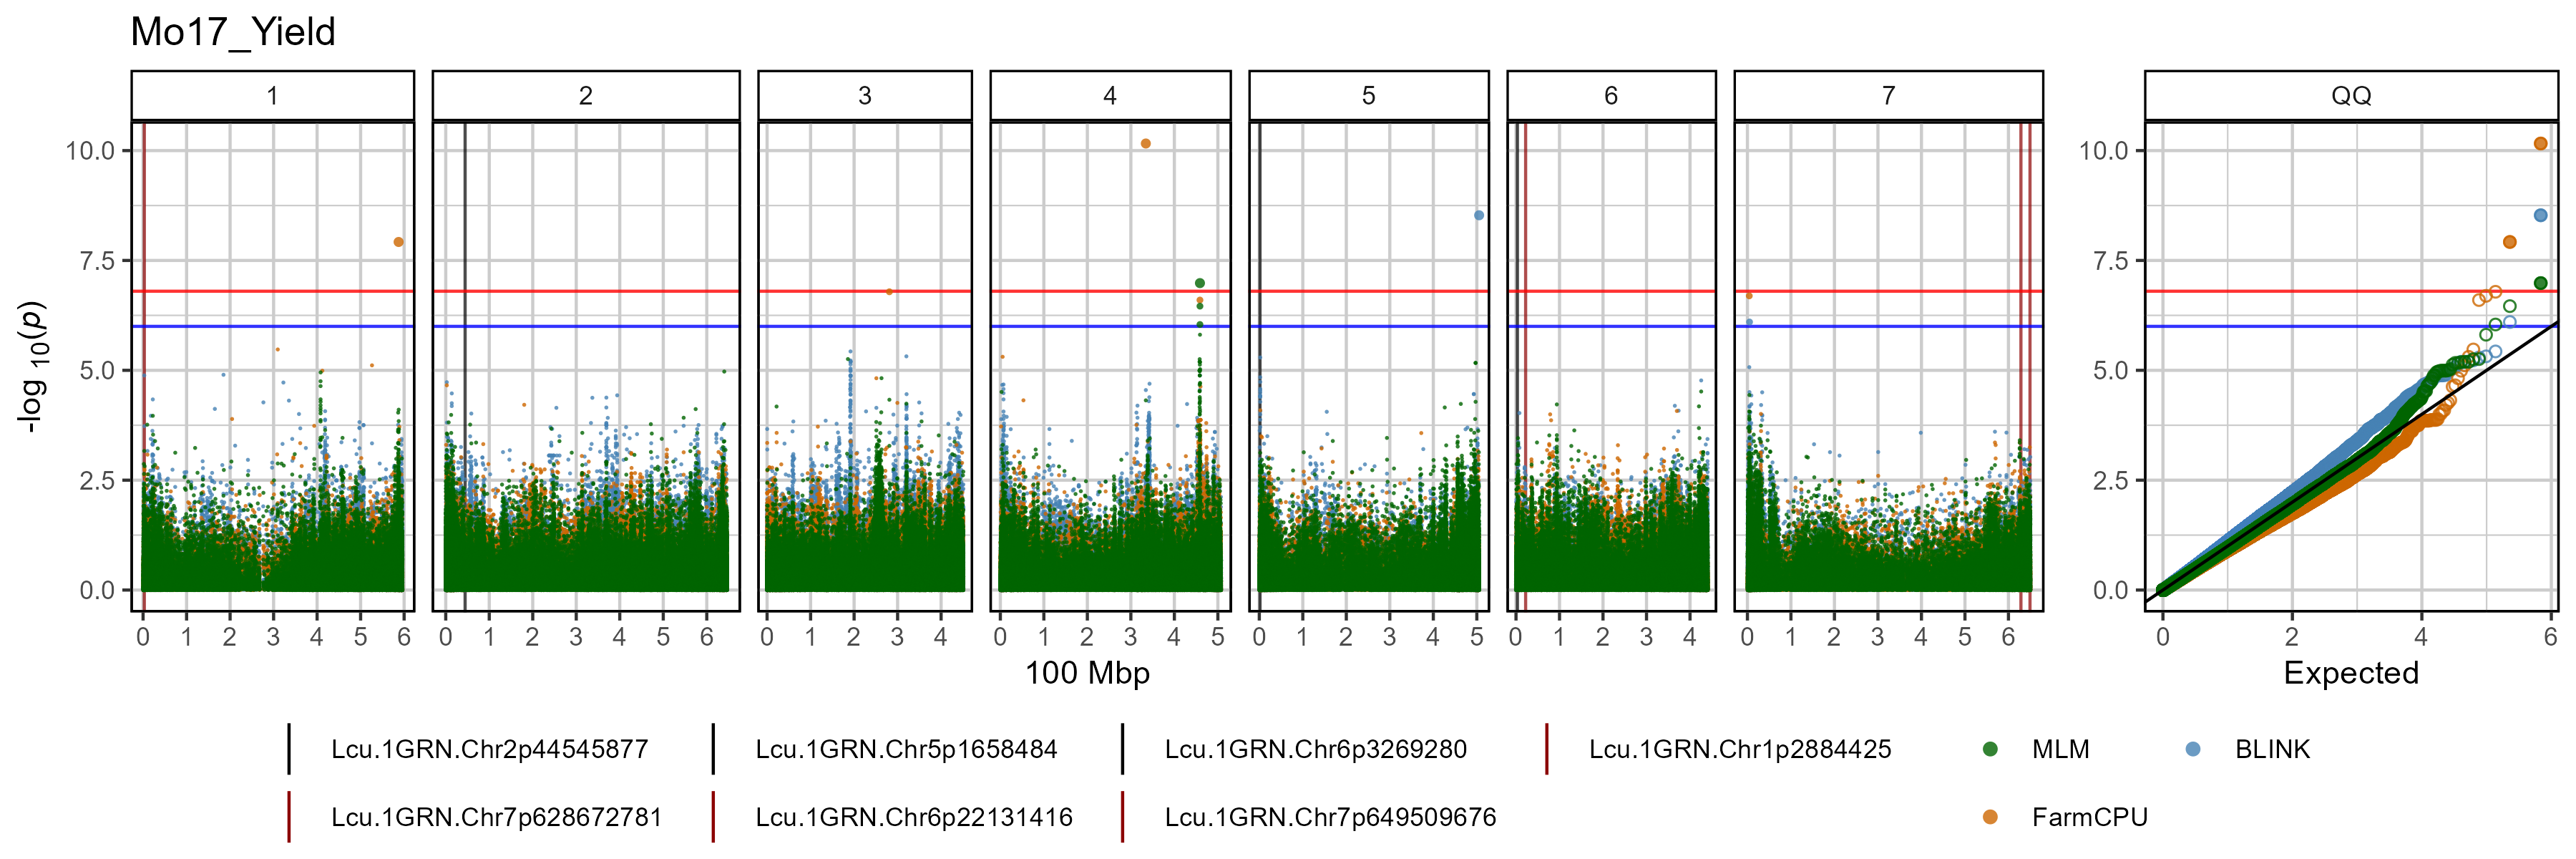 Mo17_Yield
1 2 3 4 5 6 7 QQ
-log 10(p)
10.0
7.5
5.0
2.5
0.0
10.0
7.5
5.0
2.5
0.0
0 1 2 3 4 5 6 0 1 2 3 4 5 6 0 1 2 3 4 0 1 2 3 4 5 0 1 2 3 4 5 0 1 2 3 4 0 1 2 3 4 5 6 0 2 4 6
100 Mbp Expected
Lcu.1GRN.Chr2p44545877 Lcu.1GRN.Chr5p1658484 Lcu.1GRN.Chr6p3269280 Lcu.1GRN.Chr1p2884425 MLM BLINK
Lcu.1GRN.Chr7p628672781 Lcu.1GRN.Chr6p22131416 Lcu.1GRN.Chr7p649509676 FarmCPU